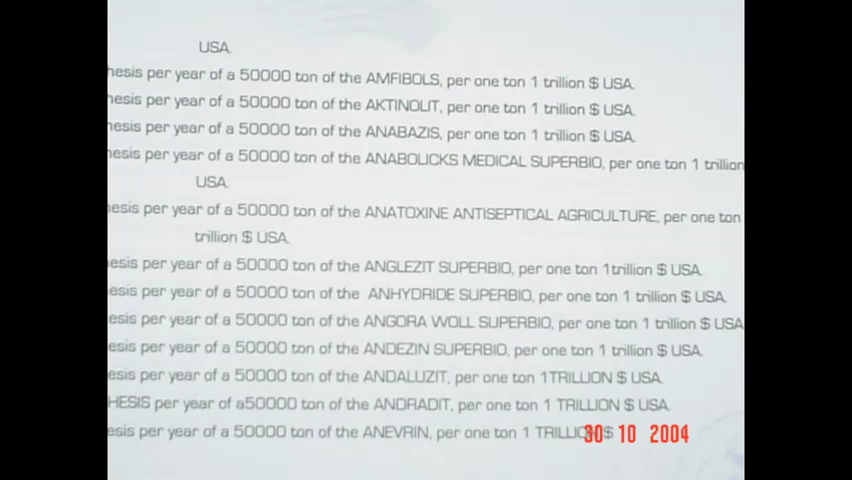 USA.
hesis per year of a 50000 ton of the AMFIBOLS, per one ton 1 trillion $ USA.
hesis per year of a 50000 ton of the AKTINOLIT, per one ton 1 trillion $ USA.
hesis per year of a 50000 ton of the ANABAZIS, per one ton 1 trillion $ USA.
hesis per year of a 50000 ton of the ANABOLICKS MEDICAL SUPERBIO, per one ton 1 trillion
USA.
esis per year of a 50000 ton of the ANATOXINE ANTISEPTICAL AGRICULTURE, per one ton
trillion $ USA.
esis per year of a 50000 ton of the ANGLEZIT SUPERBIO, per one ton 1trillion $ USA.
esis per year of a 50000 ton of the ANHYDRIDE SUPERBIO, per one ton 1 trillion $ USA.
esis per year of a 50000 ton of the ANGORA WOLL SUPERBIO, per one ton 1 trillion $ USA
esis per year of a 50000 ton of the ANDEZIN SUPERBIO, per one ton 1 trillion $ USA.
esis per year of a 50000 ton of the ANDALUZIT, per one ton 1TRILLION $ USA.
HESIS per year of a50000 ton of the ANDRADIT, per one ton 1 TRILLION $ USA.
esis per year of a 50000 ton of the ANEVRIN, per one ton 1 TRILLION $
30 10 2004